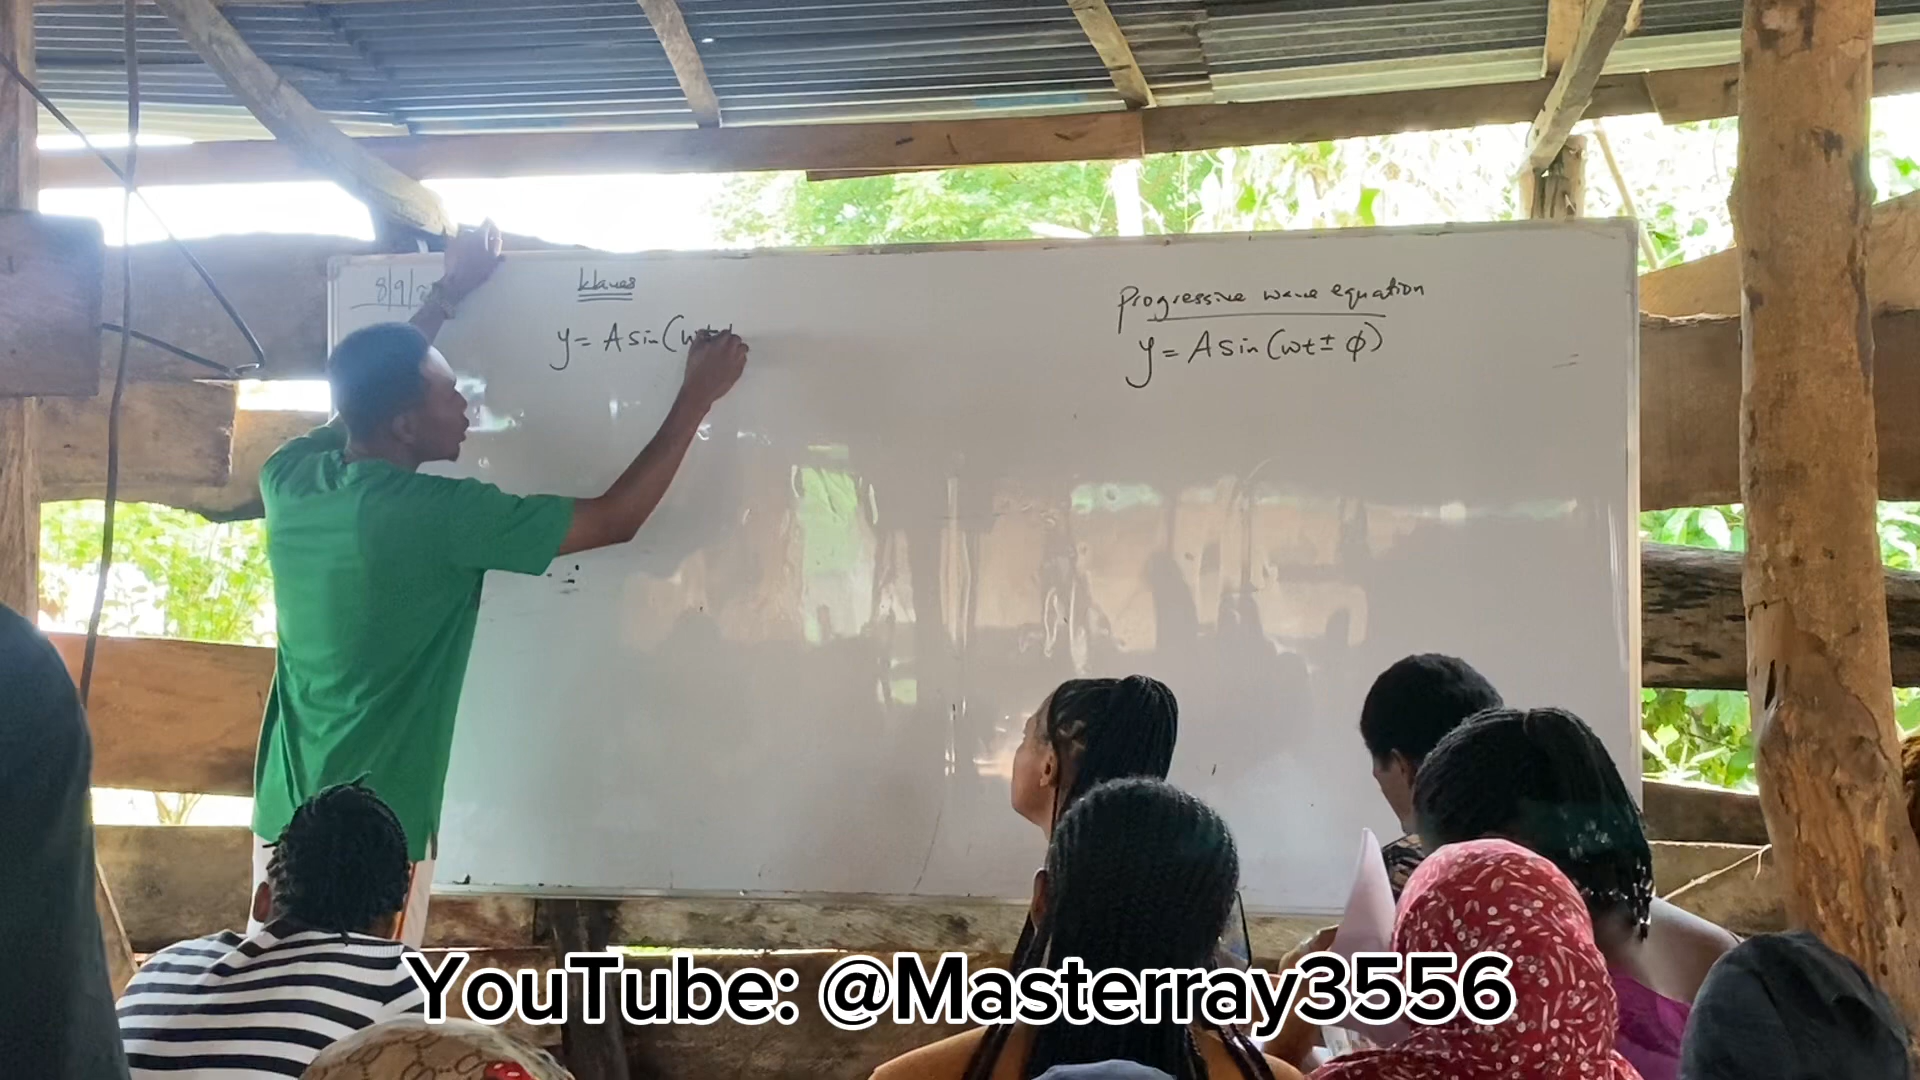 8/9/
Waves
y = A sin(wt
Progressive wave equation
y = A sin(wt ± φ)
YouTube: @Masterray3556